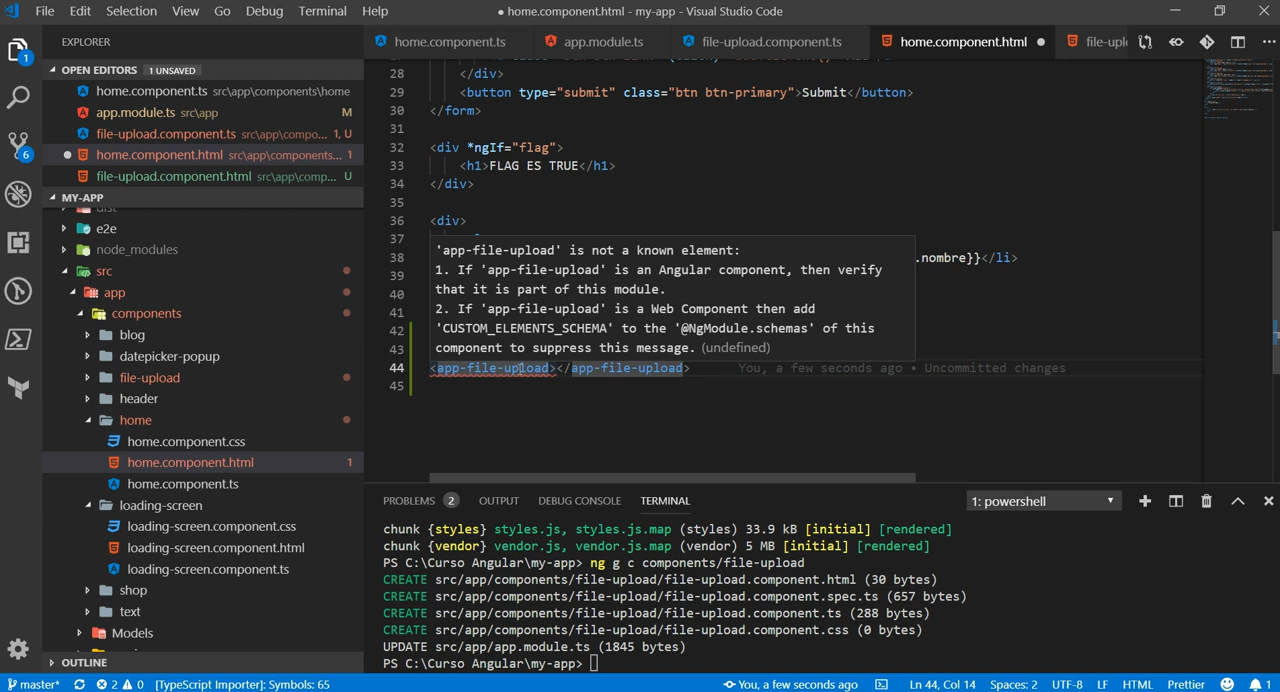 File Edit Selection View Go Debug Terminal Help
● home.component.html - my-app - Visual Studio Code
EXPLORER
OPEN EDITORS 1 UNSAVED
home.component.ts src\app\components\home
app.module.ts src\app M
file-upload.component.ts src\app\compo... 1, U
home.component.html src\app\components... 1
file-upload.component.html src\app\comp... U
MY-APP
dist
e2e
node_modules
src
app
components
blog
datepicker-popup
file-upload
header
home
home.component.css
home.component.html 1
home.component.ts
loading-screen
loading-screen.component.css
loading-screen.component.html
loading-screen.component.ts
shop
text
Models
OUTLINE
1
6
home.component.ts app.module.ts file-upload.component.ts home.component.html ● file-upl
28 </div>
29 <button type="submit" class="btn btn-primary">Submit</button>
30 </form>
31
32 <div *ngIf="flag">
33 <h1>FLAG ES TRUE</h1>
34 </div>
35
36 <div>
37
38 .nombre}}</li>
39
40
41
42
43
'app-file-upload' is not a known element:
1. If 'app-file-upload' is an Angular component, then verify
that it is part of this module.
2. If 'app-file-upload' is a Web Component then add
'CUSTOM_ELEMENTS_SCHEMA' to the '@NgModule.schemas' of this
component to suppress this message. (undefined)
44 <app-file-upload></app-file-upload> You, a few seconds ago • Uncommitted changes
45
PROBLEMS 2 OUTPUT DEBUG CONSOLE TERMINAL 1: powershell
chunk {styles} styles.js, styles.js.map (styles) 33.9 kB [initial] [rendered]
chunk {vendor} vendor.js, vendor.js.map (vendor) 5 MB [initial] [rendered]
PS C:\Curso Angular\my-app> ng g c components/file-upload
CREATE src/app/components/file-upload/file-upload.component.html (30 bytes)
CREATE src/app/components/file-upload/file-upload.component.spec.ts (657 bytes)
CREATE src/app/components/file-upload/file-upload.component.ts (288 bytes)
CREATE src/app/components/file-upload/file-upload.component.css (0 bytes)
UPDATE src/app/app.module.ts (1845 bytes)
PS C:\Curso Angular\my-app>
master* 2 0 [TypeScript Importer]: Symbols: 65 You, a few seconds ago Ln 44, Col 14 Spaces: 2 UTF-8 LF HTML Prettier 1